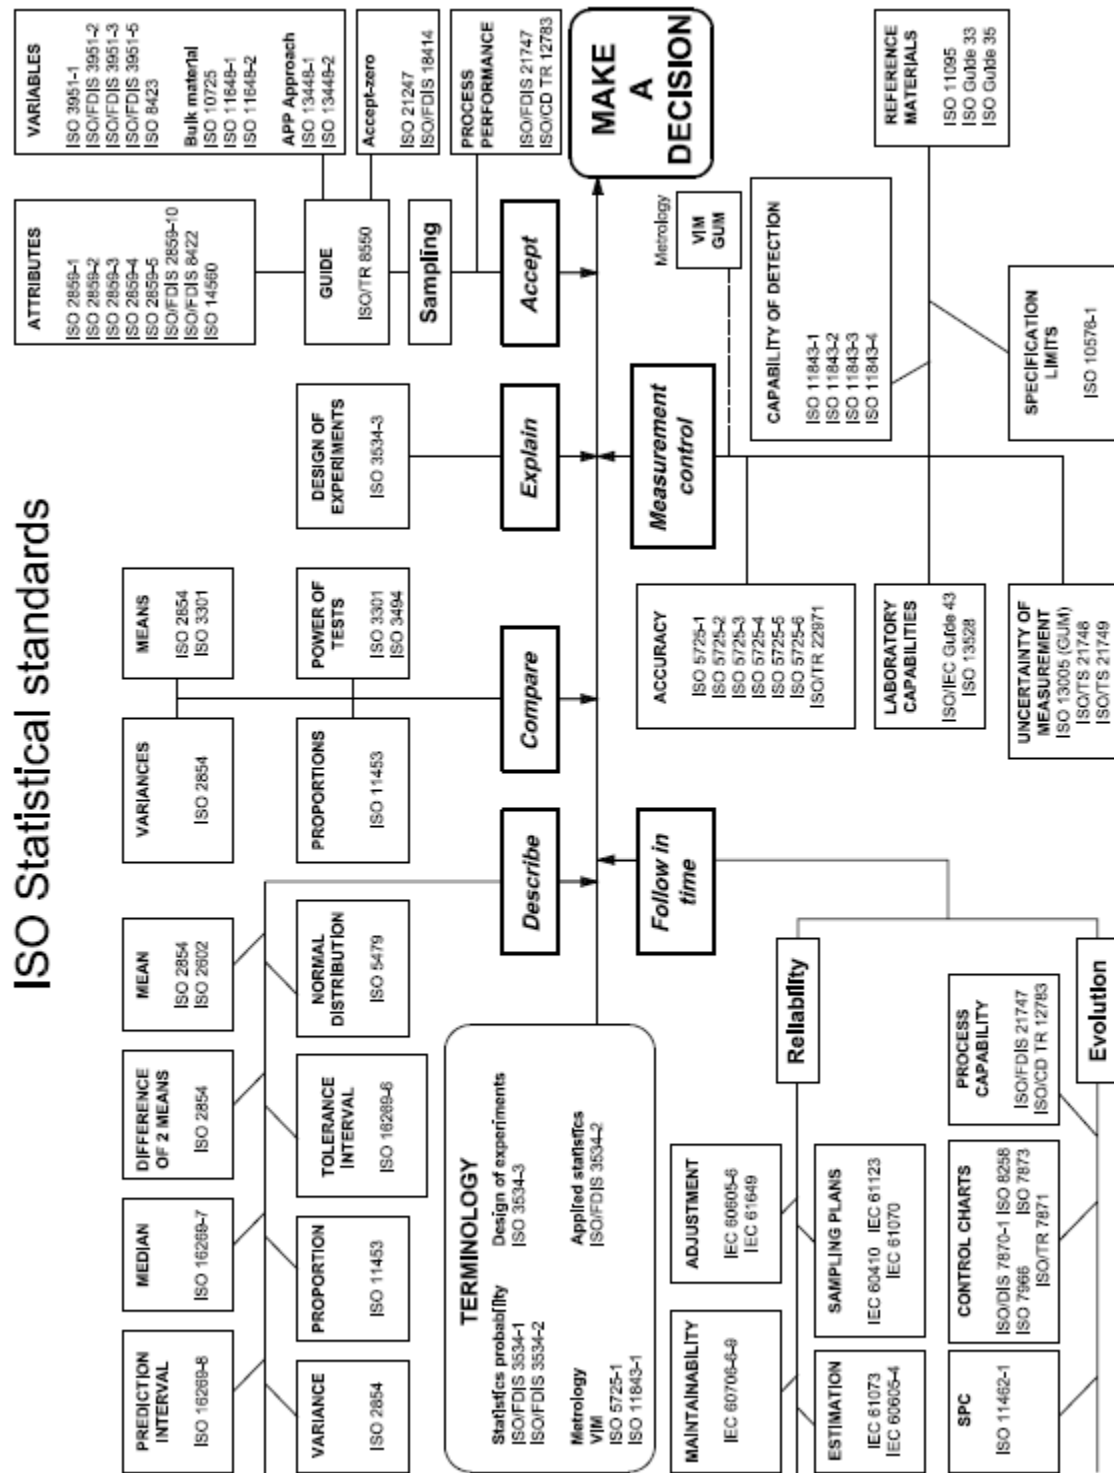 ISO Statistical standards
PREDICTION
INTERVAL
ISO 16269-8
MEDIAN
ISO 16269-7
DIFFERENCE
OF 2 MEANS
ISO 2854
MEAN
ISO 2854
ISO 2602
VARIANCE
ISO 2854
PROPORTION
ISO 11453
TOLERANCE
INTERVAL
ISO 16269-6
NORMAL
DISTRIBUTION
ISO 5479
VARIANCES
ISO 2854
MEANS
ISO 2854
ISO 3301
PROPORTIONS
ISO 11453
POWER OF
TESTS
ISO 3301
ISO 3494
DESIGN OF
EXPERIMENTS
ISO 3534-3
ATTRIBUTES
ISO 2859-1
ISO 2859-2
ISO 2859-3
ISO 2859-4
ISO 2859-5
ISO/FDIS 2859-10
ISO/FDIS 8422
ISO 14560
VARIABLES
ISO 3951-1
ISO/FDIS 3951-2
ISO/FDIS 3951-3
ISO/FDIS 3951-5
ISO 8423
Bulk material
ISO 10725
ISO 11648-1
ISO 11648-2
APP Approach
ISO 13448-1
ISO 13448-2
GUIDE
ISO/TR 8550
Accept-zero
ISO 21247
ISO/FDIS 18414
Sampling
PROCESS
PERFORMANCE
ISO/FDIS 21747
ISO/CD TR 12783
Describe
Compare
Explain
Accept
MAKE
A
DECISION
TERMINOLOGY
Statistics probability
ISO/FDIS 3534-1
ISO/FDIS 3534-2
Design of experiments
ISO 3534-3
Metrology
VIM
ISO 5725-1
ISO 11843-1
Applied statistics
ISO/FDIS 3534-2
Follow in
time
Measurement
control
Metrology
VIM
GUM
MAINTAINABILITY
IEC 60706-6-9
ADJUSTMENT
IEC 60605-6
IEC 61649
Reliability
ESTIMATION
IEC 61073
IEC 60605-4
SAMPLING PLANS
IEC 60410 IEC 61123
IEC 61070
ACCURACY
ISO 5725-1
ISO 5725-2
ISO 5725-3
ISO 5725-4
ISO 5725-5
ISO 5725-6
ISO/TR 22971
CAPABILITY OF DETECTION
ISO 11843-1
ISO 11843-2
ISO 11843-3
ISO 11843-4
LABORATORY
CAPABILITIES
ISO/IEC Guide 43
ISO 13528
REFERENCE
MATERIALS
ISO 11095
ISO Guide 33
ISO Guide 35
SPC
ISO 11462-1
CONTROL CHARTS
ISO/DIS 7870-1 ISO 8258
ISO 7966 ISO 7873
ISO/TR 7871
PROCESS
CAPABILITY
ISO/FDIS 21747
ISO/CD TR 12783
Evolution
UNCERTAINTY OF
MEASUREMENT
ISO 13005 (GUM)
ISO/TS 21748
ISO/TS 21749
SPECIFICATION
LIMITS
ISO 10576-1